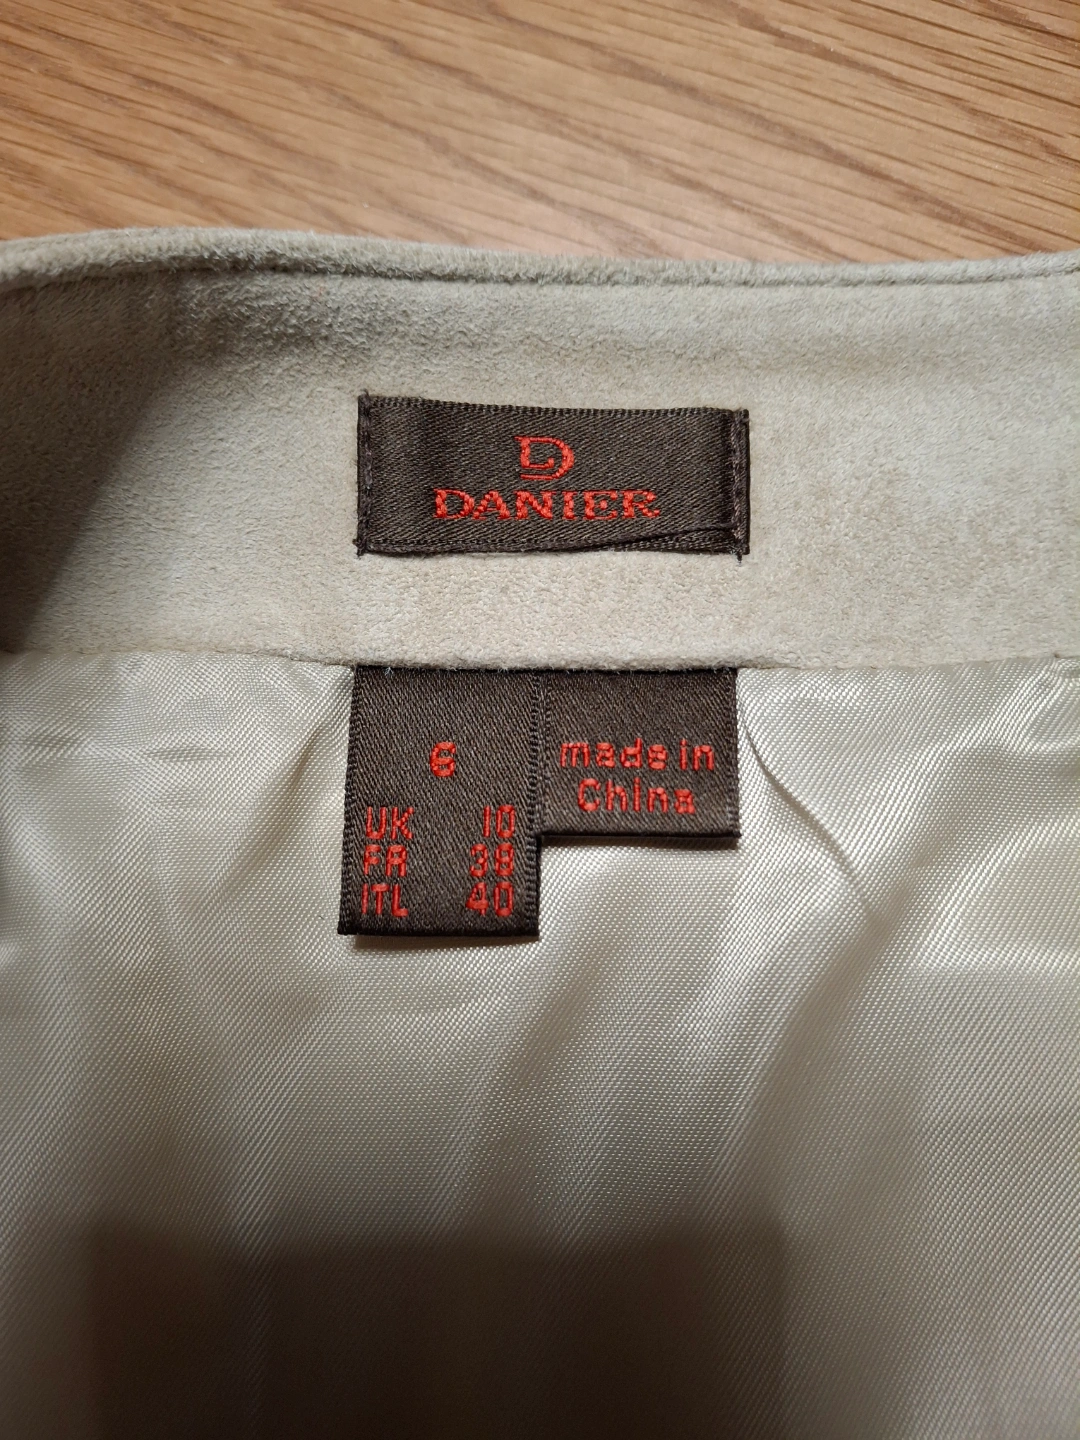 D
DANIER
6
UK 10
FR 38
ITL 40
made in
China